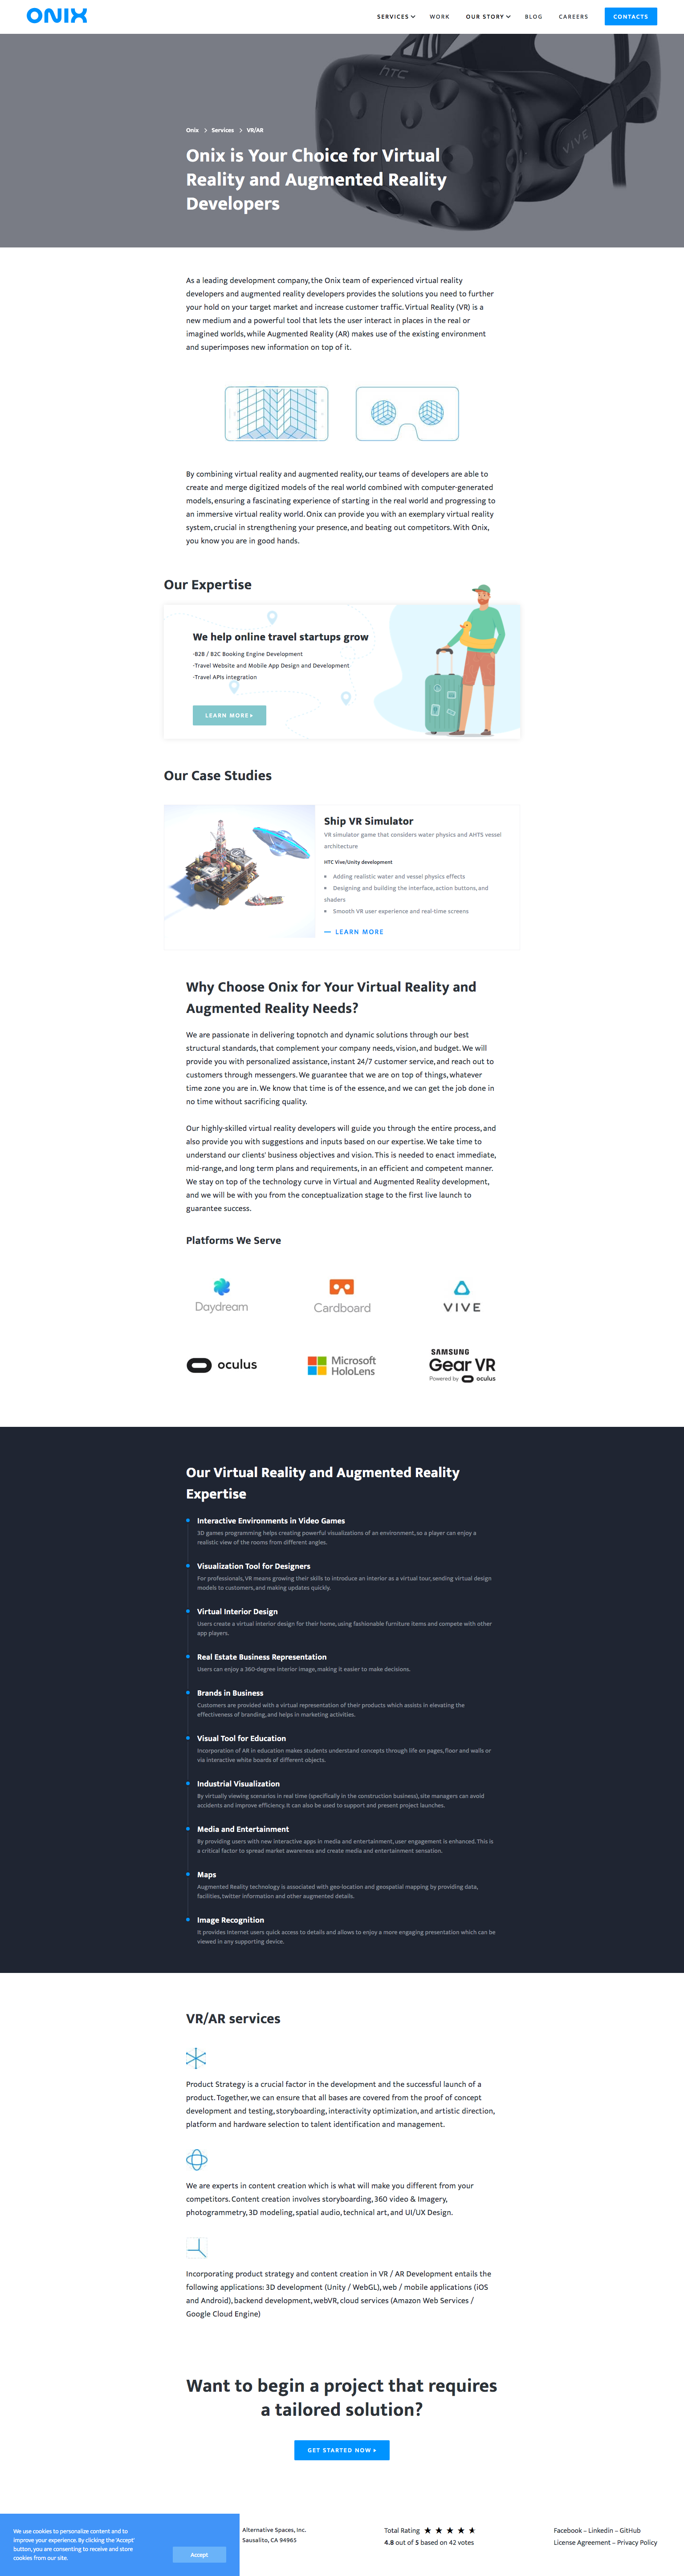 ONIX
SERVICES WORK OUR STORY BLOG CAREERS CONTACTS
HTC
VIVE
Onix > Services > VR/AR
Onix is Your Choice for Virtual
Reality and Augmented Reality
Developers
As a leading development company, the Onix team of experienced virtual reality
developers and augmented reality developers provides the solutions you need to further
your hold on your target market and increase customer traffic. Virtual Reality (VR) is a
new medium and a powerful tool that lets the user interact in places in the real or
imagined worlds, while Augmented Reality (AR) makes use of the existing environment
and superimposes new information on top of it.
By combining virtual reality and augmented reality, our teams of developers are able to
create and merge digitized models of the real world combined with computer-generated
models, ensuring a fascinating experience of starting in the real world and progressing to
an immersive virtual reality world. Onix can provide you with an exemplary virtual reality
system, crucial in strengthening your presence, and beating out competitors. With Onix,
you know you are in good hands.
Our Expertise
We help online travel startups grow
·B2B / B2C Booking Engine Development
·Travel Website and Mobile App Design and Development
·Travel APIs integration
LEARN MORE »
Our Case Studies
Ship VR Simulator
VR simulator game that considers water physics and AHTS vessel
architecture
HTC Vive/Unity development
• Adding realistic water and vessel physics effects
• Designing and building the interface, action buttons, and
shaders
• Smooth VR user experience and real-time screens
— LEARN MORE
Why Choose Onix for Your Virtual Reality and
Augmented Reality Needs?
We are passionate in delivering topnotch and dynamic solutions through our best
structural standards, that complement your company needs, vision, and budget. We will
provide you with personalized assistance, instant 24/7 customer service, and reach out to
customers through messengers. We guarantee that we are on top of things, whatever
time zone you are in. We know that time is of the essence, and we can get the job done in
no time without sacrificing quality.
Our highly-skilled virtual reality developers will guide you through the entire process, and
also provide you with suggestions and inputs based on our expertise. We take time to
understand our clients' business objectives and vision. This is needed to enact immediate,
mid-range, and long term plans and requirements, in an efficient and competent manner.
We stay on top of the technology curve in Virtual and Augmented Reality development,
and we will be with you from the conceptualization stage to the first live launch to
guarantee success.
Platforms We Serve
Daydream
Cardboard
VIVE
oculus
Microsoft
HoloLens
SAMSUNG
Gear VR
Powered by oculus
Our Virtual Reality and Augmented Reality
Expertise
Interactive Environments in Video Games
3D games programming helps creating powerful visualizations of an environment, so a player can enjoy a
realistic view of the rooms from different angles.
Visualization Tool for Designers
For professionals, VR means growing their skills to introduce an interior as a virtual tour, sending virtual design
models to customers, and making updates quickly.
Virtual Interior Design
Users create a virtual interior design for their home, using fashionable furniture items and compete with other
app players.
Real Estate Business Representation
Users can enjoy a 360-degree interior image, making it easier to make decisions.
Brands in Business
Customers are provided with a virtual representation of their products which assists in elevating the
effectiveness of branding, and helps in marketing activities.
Visual Tool for Education
Incorporation of AR in education makes students understand concepts through life on pages, floor and walls or
via interactive white boards of different objects.
Industrial Visualization
By virtually viewing scenarios in real time (specifically in the construction business), site managers can avoid
accidents and improve efficiency. It can also be used to support and present project launches.
Media and Entertainment
By providing users with new interactive apps in media and entertainment, user engagement is enhanced. This is
a critical factor to spread market awareness and create media and entertainment sensation.
Maps
Augmented Reality technology is associated with geo-location and geospatial mapping by providing data,
facilities, twitter information and other augmented details.
Image Recognition
It provides Internet users quick access to details and allows to enjoy a more engaging presentation which can be
viewed in any supporting device.
VR/AR services
Product Strategy is a crucial factor in the development and the successful launch of a
product. Together, we can ensure that all bases are covered from the proof of concept
development and testing, storyboarding, interactivity optimization, and artistic direction,
platform and hardware selection to talent identification and management.
We are experts in content creation which is what will make you different from your
competitors. Content creation involves storyboarding, 360 video & Imagery,
photogrammetry, 3D modeling, spatial audio, technical art, and UI/UX Design.
Incorporating product strategy and content creation in VR / AR Development entails the
following applications: 3D development (Unity / WebGL), web / mobile applications (iOS
and Android), backend development, webVR, cloud services (Amazon Web Services /
Google Cloud Engine)
Want to begin a project that requires
a tailored solution?
GET STARTED NOW »
We use cookies to personalize content and to
improve your experience. By clicking the 'Accept'
button, you are consenting to receive and store
cookies from our site.
Accept
Alternative Spaces, Inc.
Sausalito, CA 94965
Total Rating ★ ★ ★ ★
4.8 out of 5 based on 42 votes
Facebook – Linkedin – GitHub
License Agreement – Privacy Policy